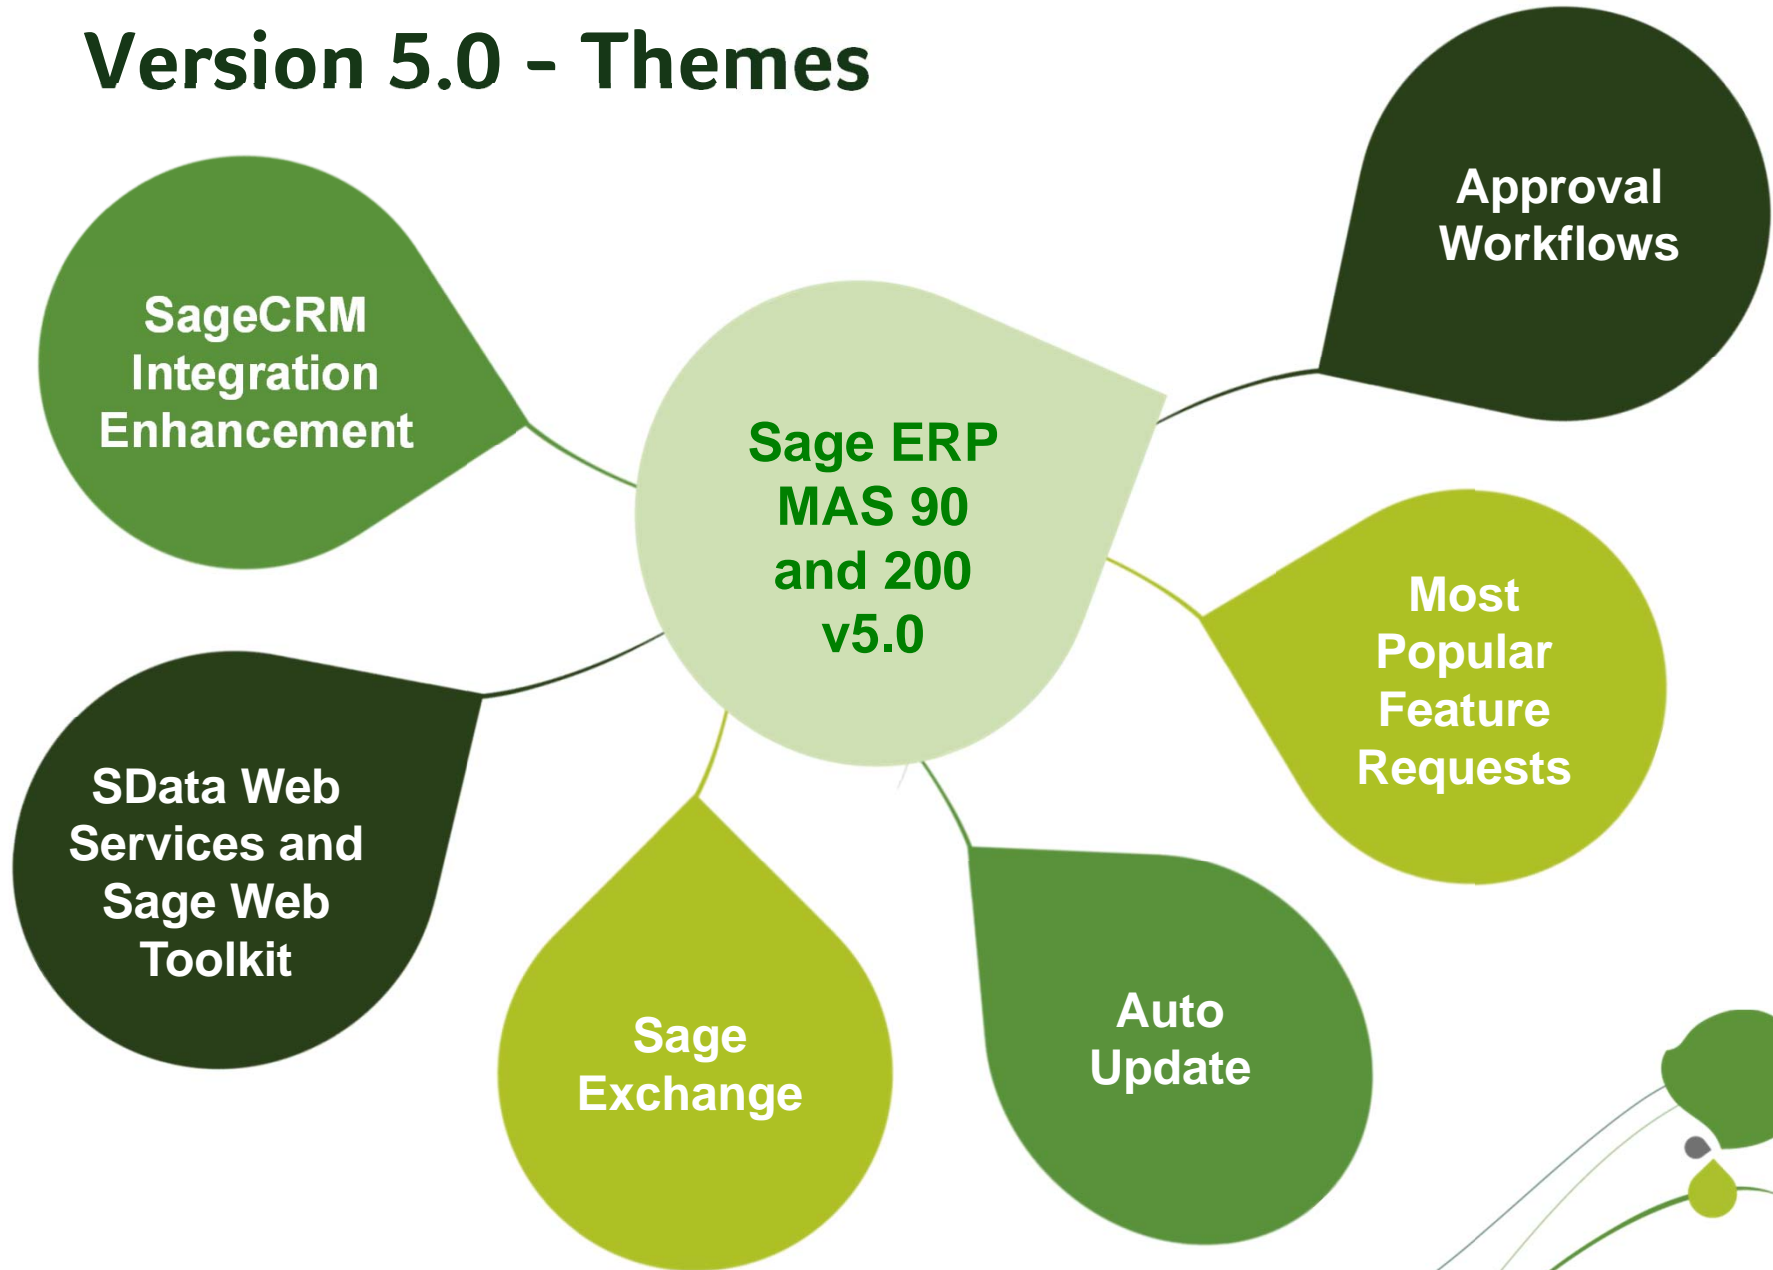 Version 5.0 - Themes
Approval
Workflows
SageCRM
Integration
Enhancement
Sage ERP
MAS 90
and 200
v5.0
Most
Popular
Feature
Requests
SData Web
Services and
Sage Web
Toolkit
Sage
Exchange
Auto
Update